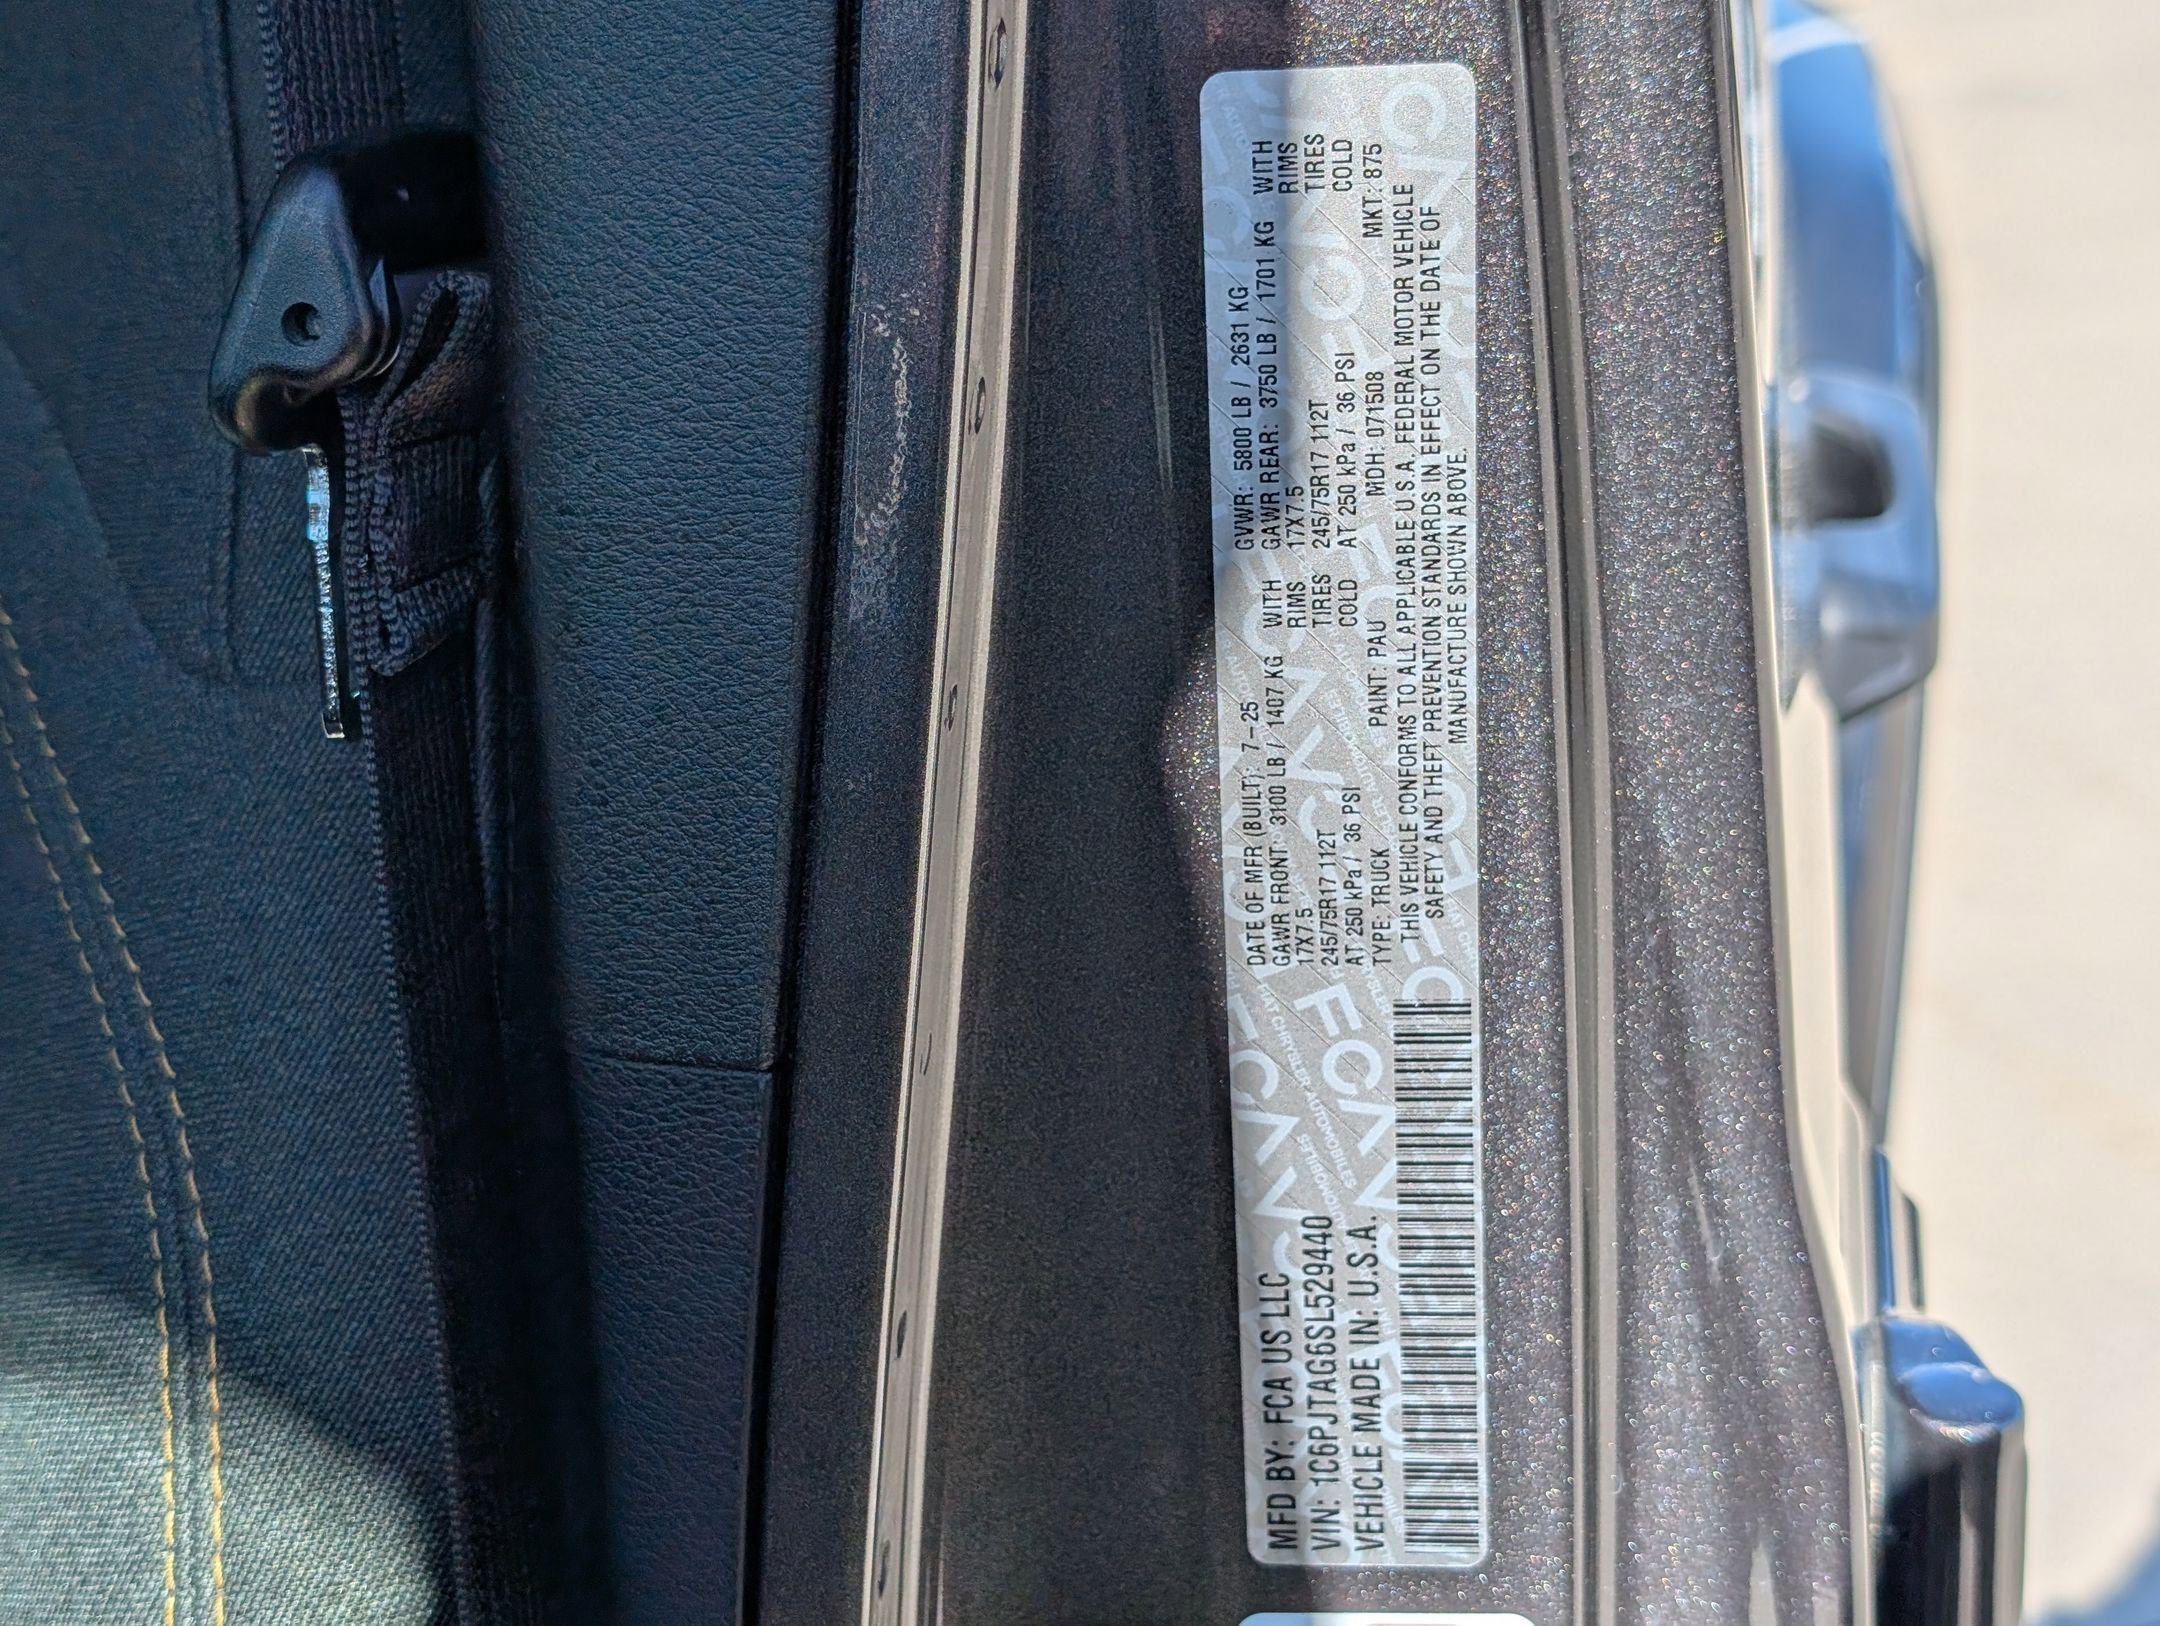 MFD BY: FCA US LLC
VIN: 1C6PJTAG6SL529440
VEHICLE MADE IN: U.S.A.
DATE OF MFR (BUILT): 7-25 GVWR: 5800 LB / 2631 KG
GAWR FRONT: 3100 LB / 1407 KG WITH GAWR REAR: 3750 LB / 1701 KG WITH
17X7.5 RIMS 17X7.5 RIMS
245/75R17 112T TIRES 245/75R17 112T TIRES
AT 250 kPa / 36 PSI COLD AT 250 kPa / 36 PSI COLD
TYPE: TRUCK PAINT: PAU MDH: 071508 MKT: 875
THIS VEHICLE CONFORMS TO ALL APPLICABLE U.S.A. FEDERAL MOTOR VEHICLE
SAFETY AND THEFT PREVENTION STANDARDS IN EFFECT ON THE DATE OF
MANUFACTURE SHOWN ABOVE.